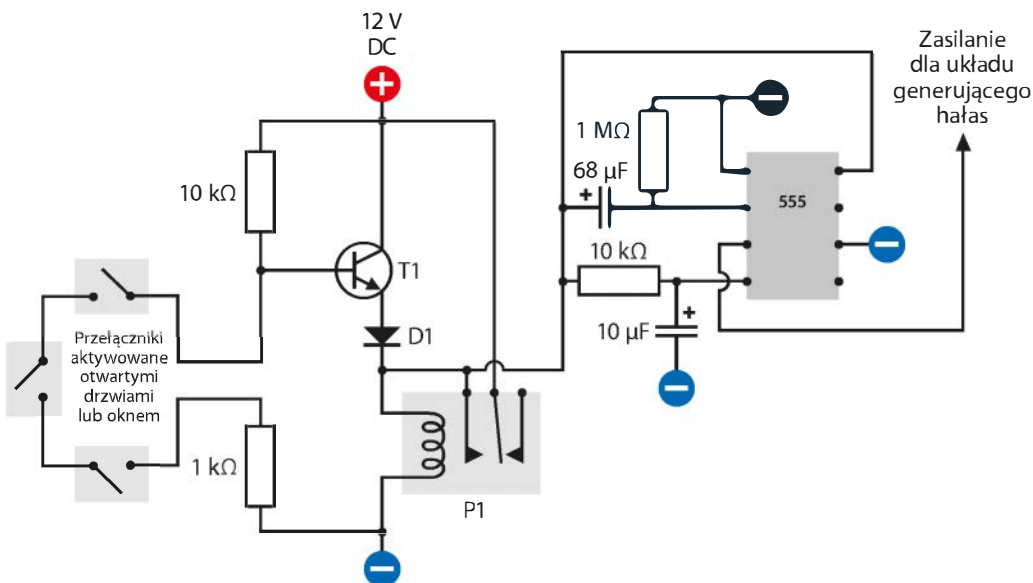 12 V
DC
Zasilanie
dla układu
generującego
hałas
1 MΩ
68 µF
+
555
10 kΩ
10 kΩ
T1
+
10 µF
D1
Przełączniki
aktywowane
otwartymi
drzwiami
lub oknem
1 kΩ
P1